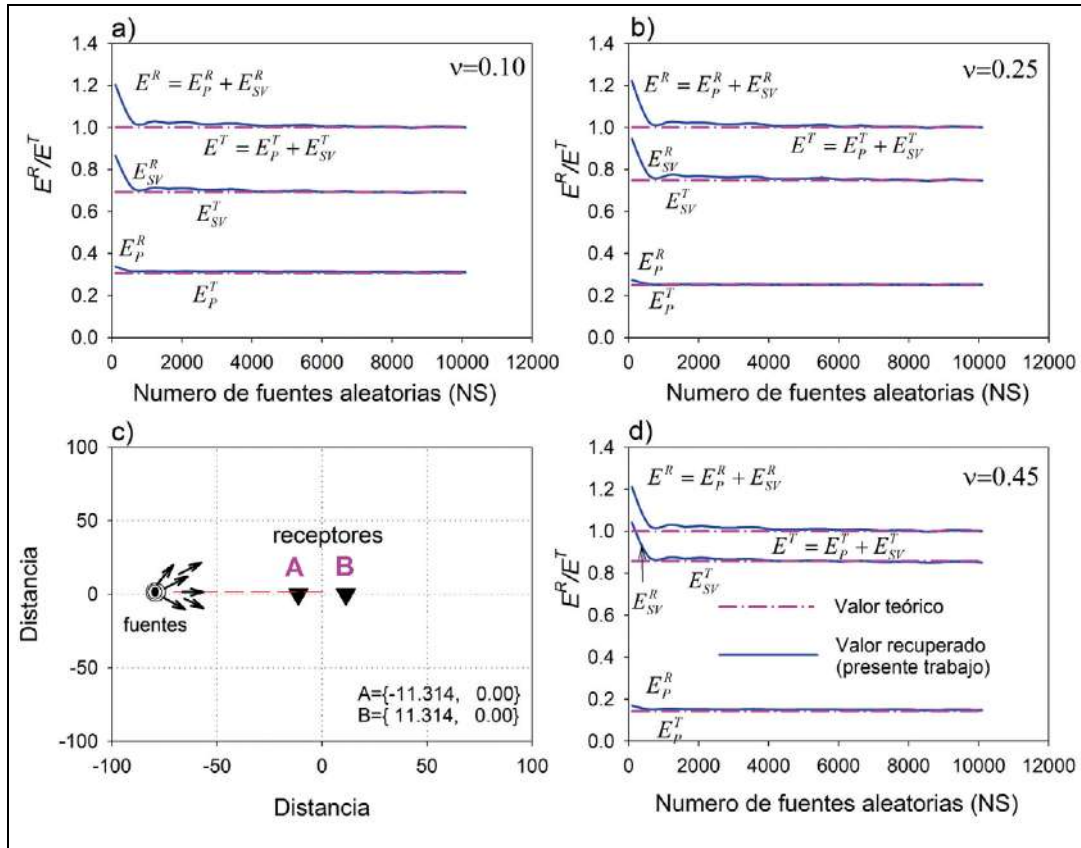 a)
ν=0.10
1.4
1.2
1.0
0.8
0.6
0.4
0.2
0.0
E^R/E^T
E^R = E_P^R + E_SV^R
E^T = E_P^T + E_SV^T
E_SV^R
E_SV^T
E_P^R
E_P^T
0 2000 4000 6000 8000 10000 12000
Numero de fuentes aleatorias (NS)
b)
ν=0.25
1.4
1.2
1.0
0.8
0.6
0.4
0.2
0.0
E^R/E^T
E^R = E_P^R + E_SV^R
E^T = E_P^T + E_SV^T
E_SV^R
E_SV^T
E_P^R
E_P^T
0 2000 4000 6000 8000 10000 12000
Numero de fuentes aleatorias (NS)
c)
100
50
0
-50
-100
Distancia
receptores
A B
fuentes
A={-11.314, 0.00}
B={ 11.314, 0.00}
-100 -50 0 50 100
Distancia
d)
ν=0.45
1.4
1.2
1.0
0.8
0.6
0.4
0.2
0.0
E^R/E^T
E^R = E_P^R + E_SV^R
E^T = E_P^T + E_SV^T
E_SV^T
E_SV^R
Valor teórico
Valor recuperado
(presente trabajo)
E_P^R
E_P^T
0 2000 4000 6000 8000 10000 12000
Numero de fuentes aleatorias (NS)